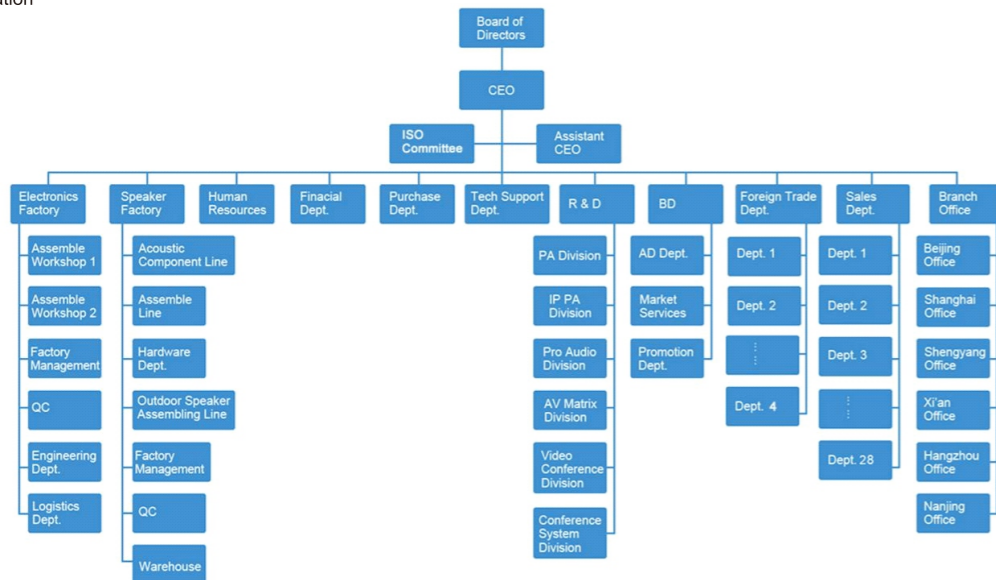 ation
Board of
Directors
CEO
ISO
Committee
Assistant
CEO
Electronics
Factory
Speaker
Factory
Human
Resources
Finacial
Dept.
Purchase
Dept.
Tech Support
Dept.
R & D
BD
Foreign Trade
Dept.
Sales
Dept.
Branch
Office
Assemble
Workshop 1
Assemble
Workshop 2
Factory
Management
QC
Engineering
Dept.
Logistics
Dept.
Acoustic
Component Line
Assemble
Line
Hardware
Dept.
Outdoor Speaker
Assembling Line
Factory
Management
QC
Warehouse
PA Division
IP PA
Division
Pro Audio
Division
AV Matrix
Division
Video
Conference
Division
Conference
System
Division
AD Dept.
Market
Services
Promotion
Dept.
Dept. 1
Dept. 2
⋮
Dept. 4
Dept. 1
Dept. 2
Dept. 3
⋮
Dept. 28
Beijing
Office
Shanghai
Office
Shengyang
Office
Xi'an
Office
Hangzhou
Office
Nanjing
Office